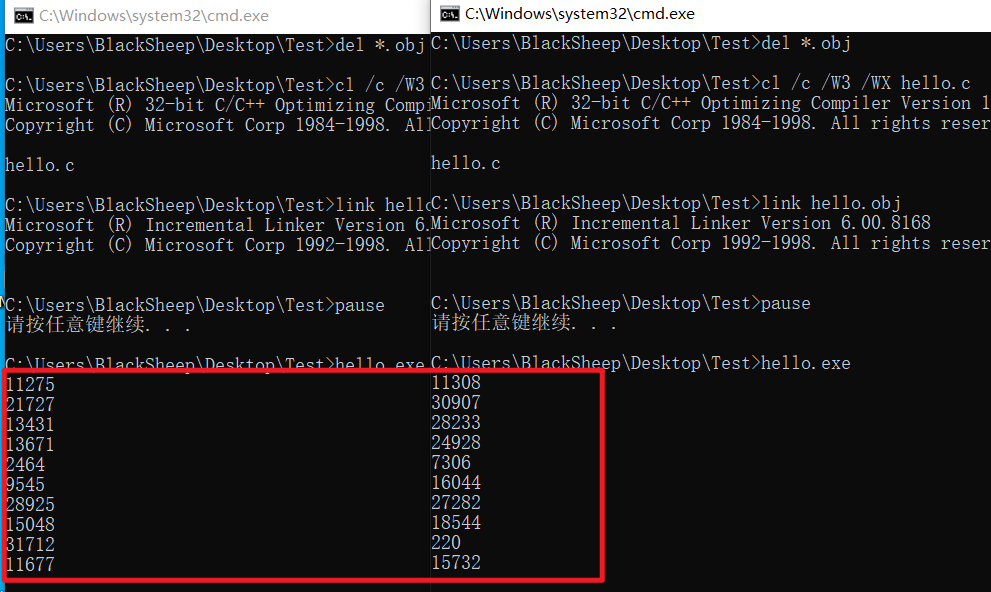 C:\Windows\system32\cmd.exe
C:\Users\BlackSheep\Desktop\Test>del *.obj
C:\Users\BlackSheep\Desktop\Test>cl /c /W3
Microsoft (R) 32-bit C/C++ Optimizing
Copyright (C) Microsoft Corp 1984-1998.
hello.c
C:\Users\BlackSheep\Desktop\Test>link
Microsoft (R) Incremental Linker Version 6.
Copyright (C) Microsoft Corp 1992-1998.
C:\Users\BlackSheep\Desktop\Test>pause
请按任意键继续. . .
C:\Users\BlackSheep\Desktop\Test>hello.exe
11275
21727
13431
13671
2464
9545
28925
15048
31712
11677
C:\Windows\system32\cmd.exe
C:\Users\BlackSheep\Desktop\Test>del *.obj
C:\Users\BlackSheep\Desktop\Test>cl /c /W3 /WX hello.c
Microsoft (R) 32-bit C/C++ Optimizing Compiler Version 1
Copyright (C) Microsoft Corp 1984-1998. All rights reser
hello.c
C:\Users\BlackSheep\Desktop\Test>link hello.obj
Microsoft (R) Incremental Linker Version 6.00.8168
Copyright (C) Microsoft Corp 1992-1998. All rights reser
C:\Users\BlackSheep\Desktop\Test>pause
请按任意键继续. . .
C:\Users\BlackSheep\Desktop\Test>hello.exe
11308
30907
28233
24928
7306
16044
27282
18544
220
15732